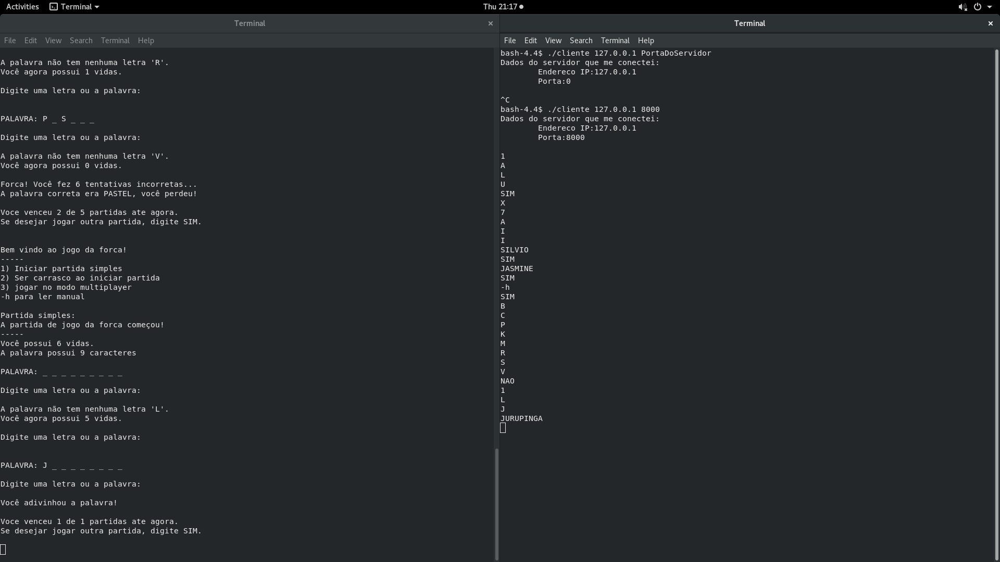 Activities Terminal Thu 21:17
Terminal
File Edit View Search Terminal Help
A palavra não tem nenhuma letra 'R'.
Você agora possui 1 vidas.
Digite uma letra ou a palavra:
PALAVRA: P _ S _ _ _
Digite uma letra ou a palavra:
A palavra não tem nenhuma letra 'V'.
Você agora possui 0 vidas.
Forca! Você fez 6 tentativas incorretas...
A palavra correta era PASTEL, você perdeu!
Voce venceu 2 de 5 partidas ate agora.
Se desejar jogar outra partida, digite SIM.
Bem vindo ao jogo da forca!
-----
1) Iniciar partida simples
2) Ser carrasco ao iniciar partida
3) jogar no modo multiplayer
-h para ler manual
Partida simples:
A partida de jogo da forca começou!
-----
Você possui 6 vidas.
A palavra possui 9 caracteres
PALAVRA: _ _ _ _ _ _ _ _ _
Digite uma letra ou a palavra:
A palavra não tem nenhuma letra 'L'.
Você agora possui 5 vidas.
Digite uma letra ou a palavra:
PALAVRA: J _ _ _ _ _ _ _ _
Digite uma letra ou a palavra:
Você adivinhou a palavra!
Voce venceu 1 de 1 partidas ate agora.
Se desejar jogar outra partida, digite SIM.
Terminal
File Edit View Search Terminal Help
bash-4.4$ ./cliente 127.0.0.1 PortaDoServidor
Dados do servidor que me conectei:
Endereco IP:127.0.0.1
Porta:0
^C
bash-4.4$ ./cliente 127.0.0.1 8000
Dados do servidor que me conectei:
Endereco IP:127.0.0.1
Porta:8000
1
A
L
U
SIM
X
7
A
I
I
SILVIO
SIM
JASMINE
SIM
-h
SIM
B
C
P
K
M
R
S
V
NAO
1
L
J
JURUPINGA